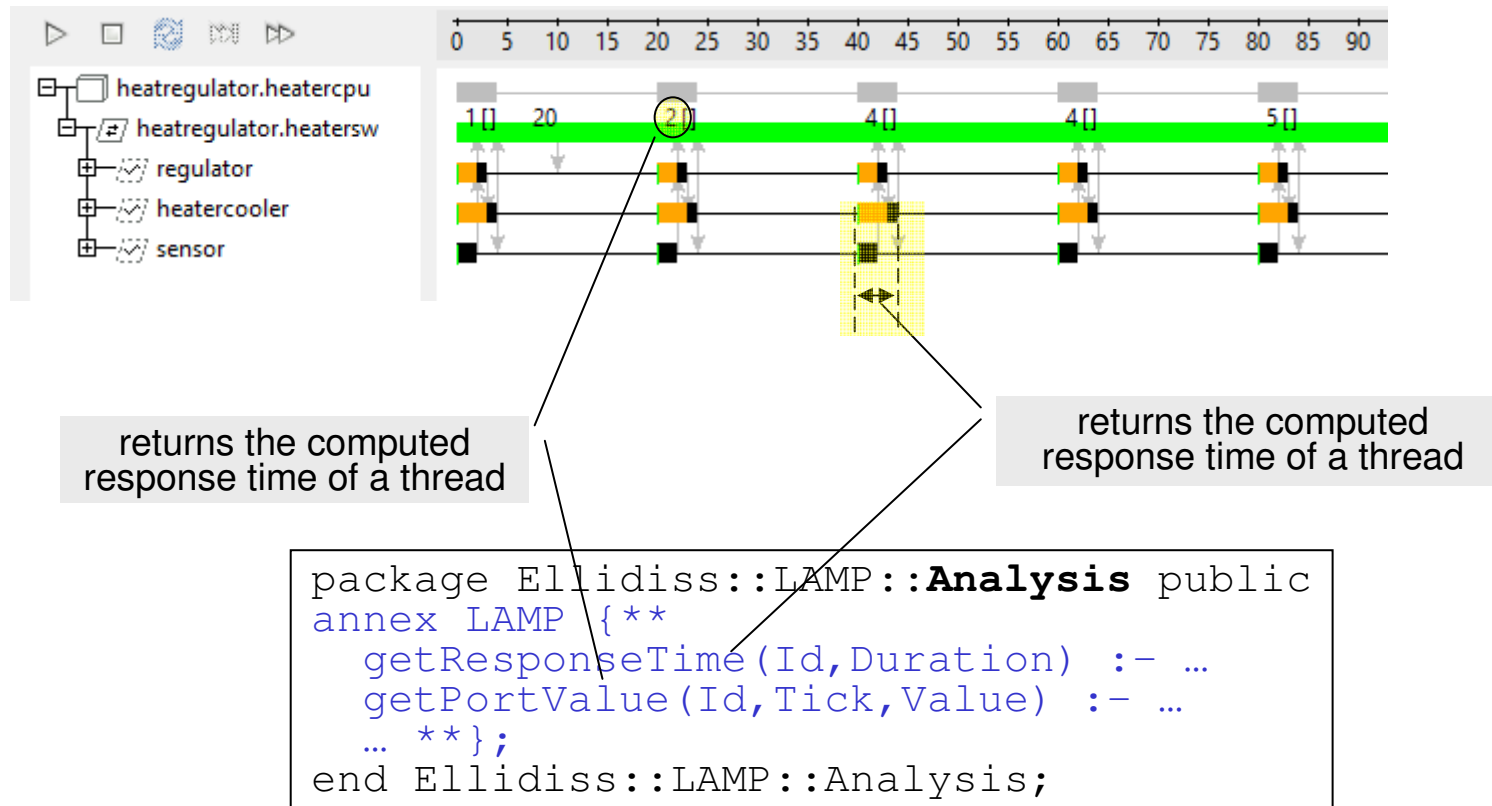 0 5 10 15 20 25 30 35 40 45 50 55 60 65 70 75 80 85 90
heatregulator.heatercpu
1 [] 20 2 [] 4 [] 4 [] 5 []
heatregulator.heatersw
regulator
heatercooler
sensor
returns the computed
response time of a thread
returns the computed
response time of a thread
package Ellidiss::LAMP::Analysis public
annex LAMP {**
getResponseTime(Id,Duration) :- …
getPortValue(Id,Tick,Value) :- …
… **};
end Ellidiss::LAMP::Analysis;